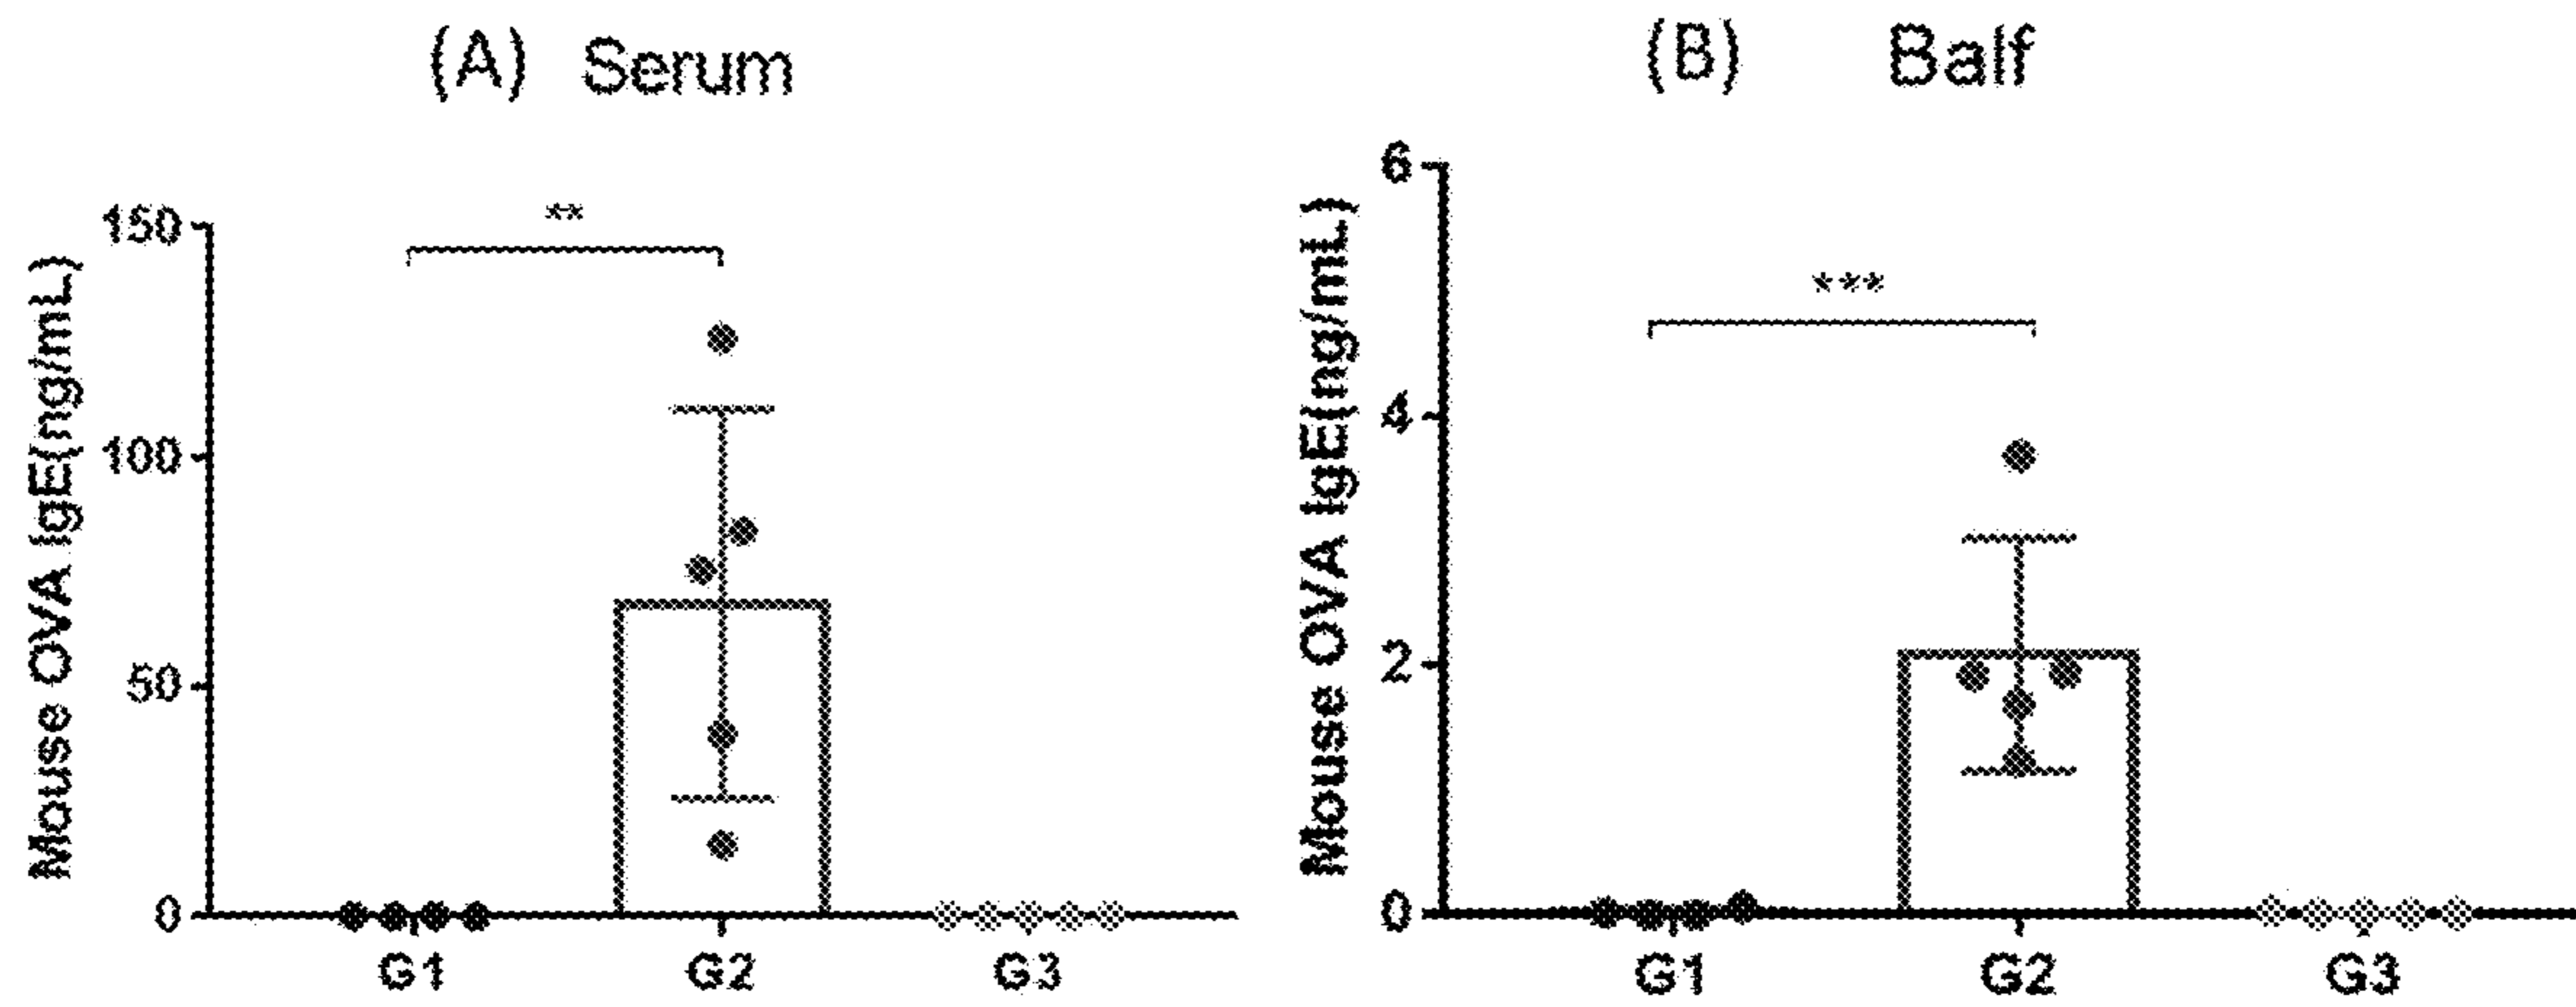 (A) Serum
Mouse OVA IgE(ng/mL)
150
100
50
0
**
G1 G2 G3
(B) Balf
Mouse OVA IgE(ng/mL)
6
4
2
0
***
G1 G2 G3